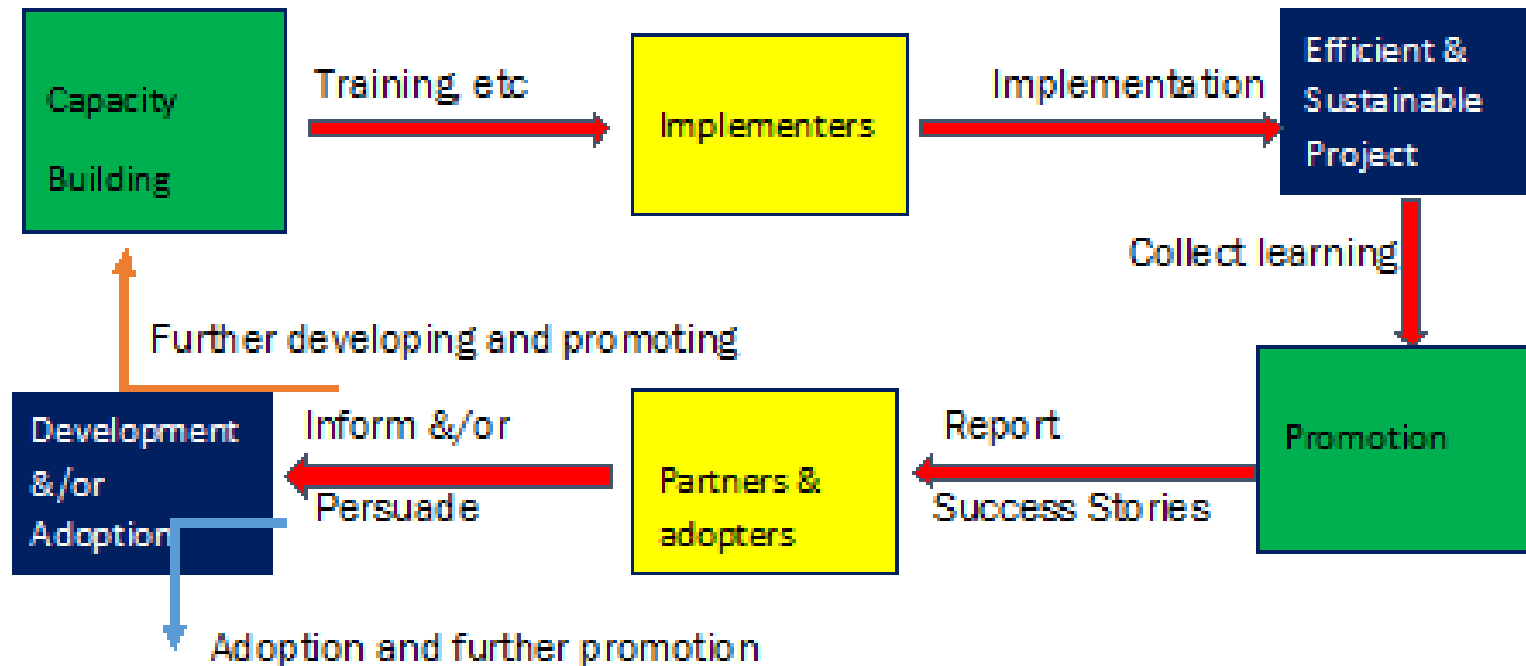 Capacity
Building
Training, etc
Implementers
Implementation
Efficient &
Sustainable
Project
Collect learning
Further developing and promoting
Development
&/or
Adoption
Inform &/or
Persuade
Partners &
adopters
Report
Success Stories
Promotion
Adoption and further promotion